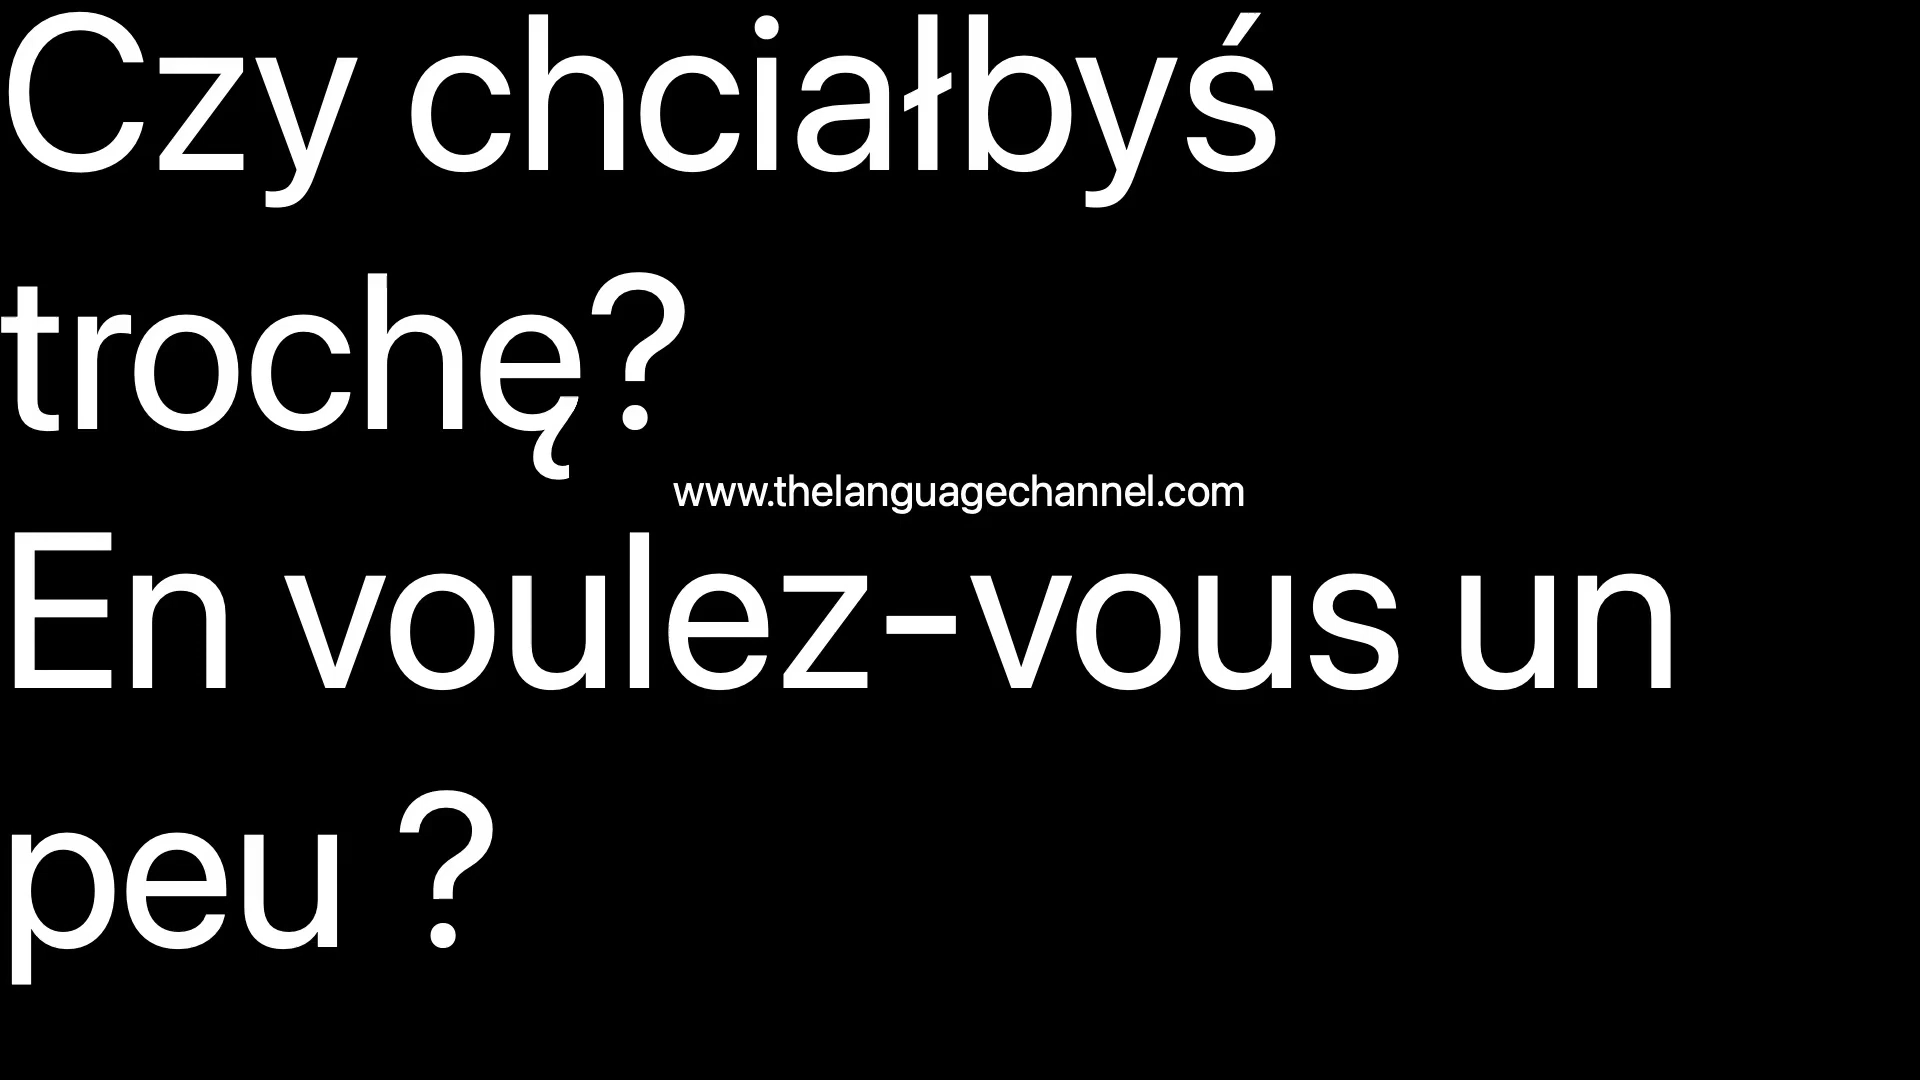 Czy chciałbyś
trochę?
www.thelanguagechannel.com
En voulez-vous un
peu ?